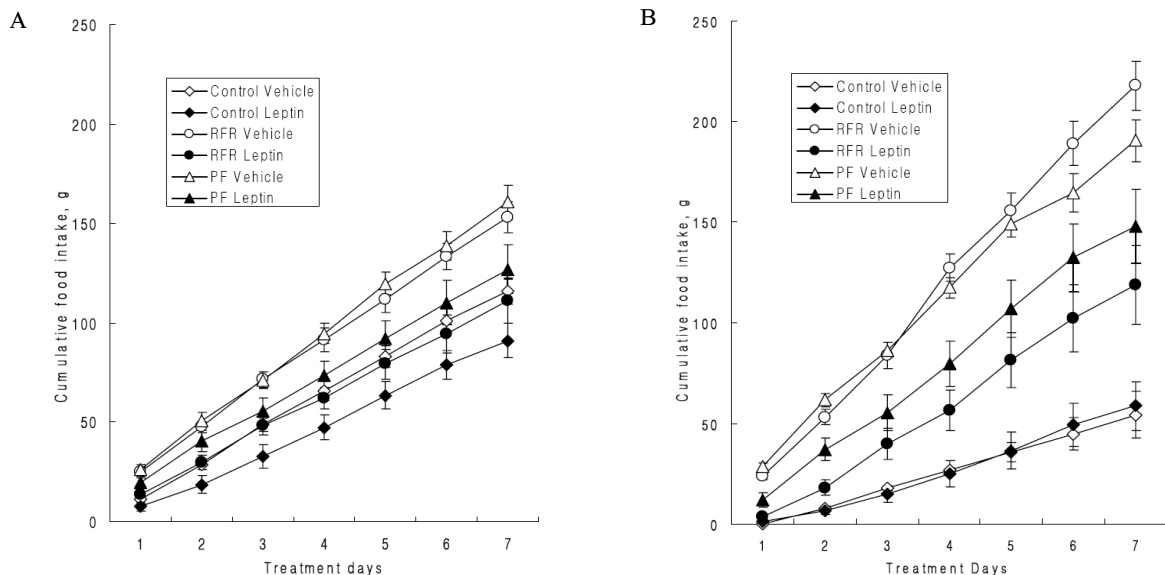 A
Cumulative food intake, g
250
200
150
100
50
0
Control Vehicle
Control Leptin
RFR Vehicle
RFR Leptin
PF Vehicle
PF Leptin
1 2 3 4 5 6 7
Treatment days
B
Cumulative food intake, g
250
200
150
100
50
0
Control Vehicle
Control Leptin
RFR Vehicle
RFR Leptin
PF Vehicle
PF Leptin
1 2 3 4 5 6 7
Treatment Days